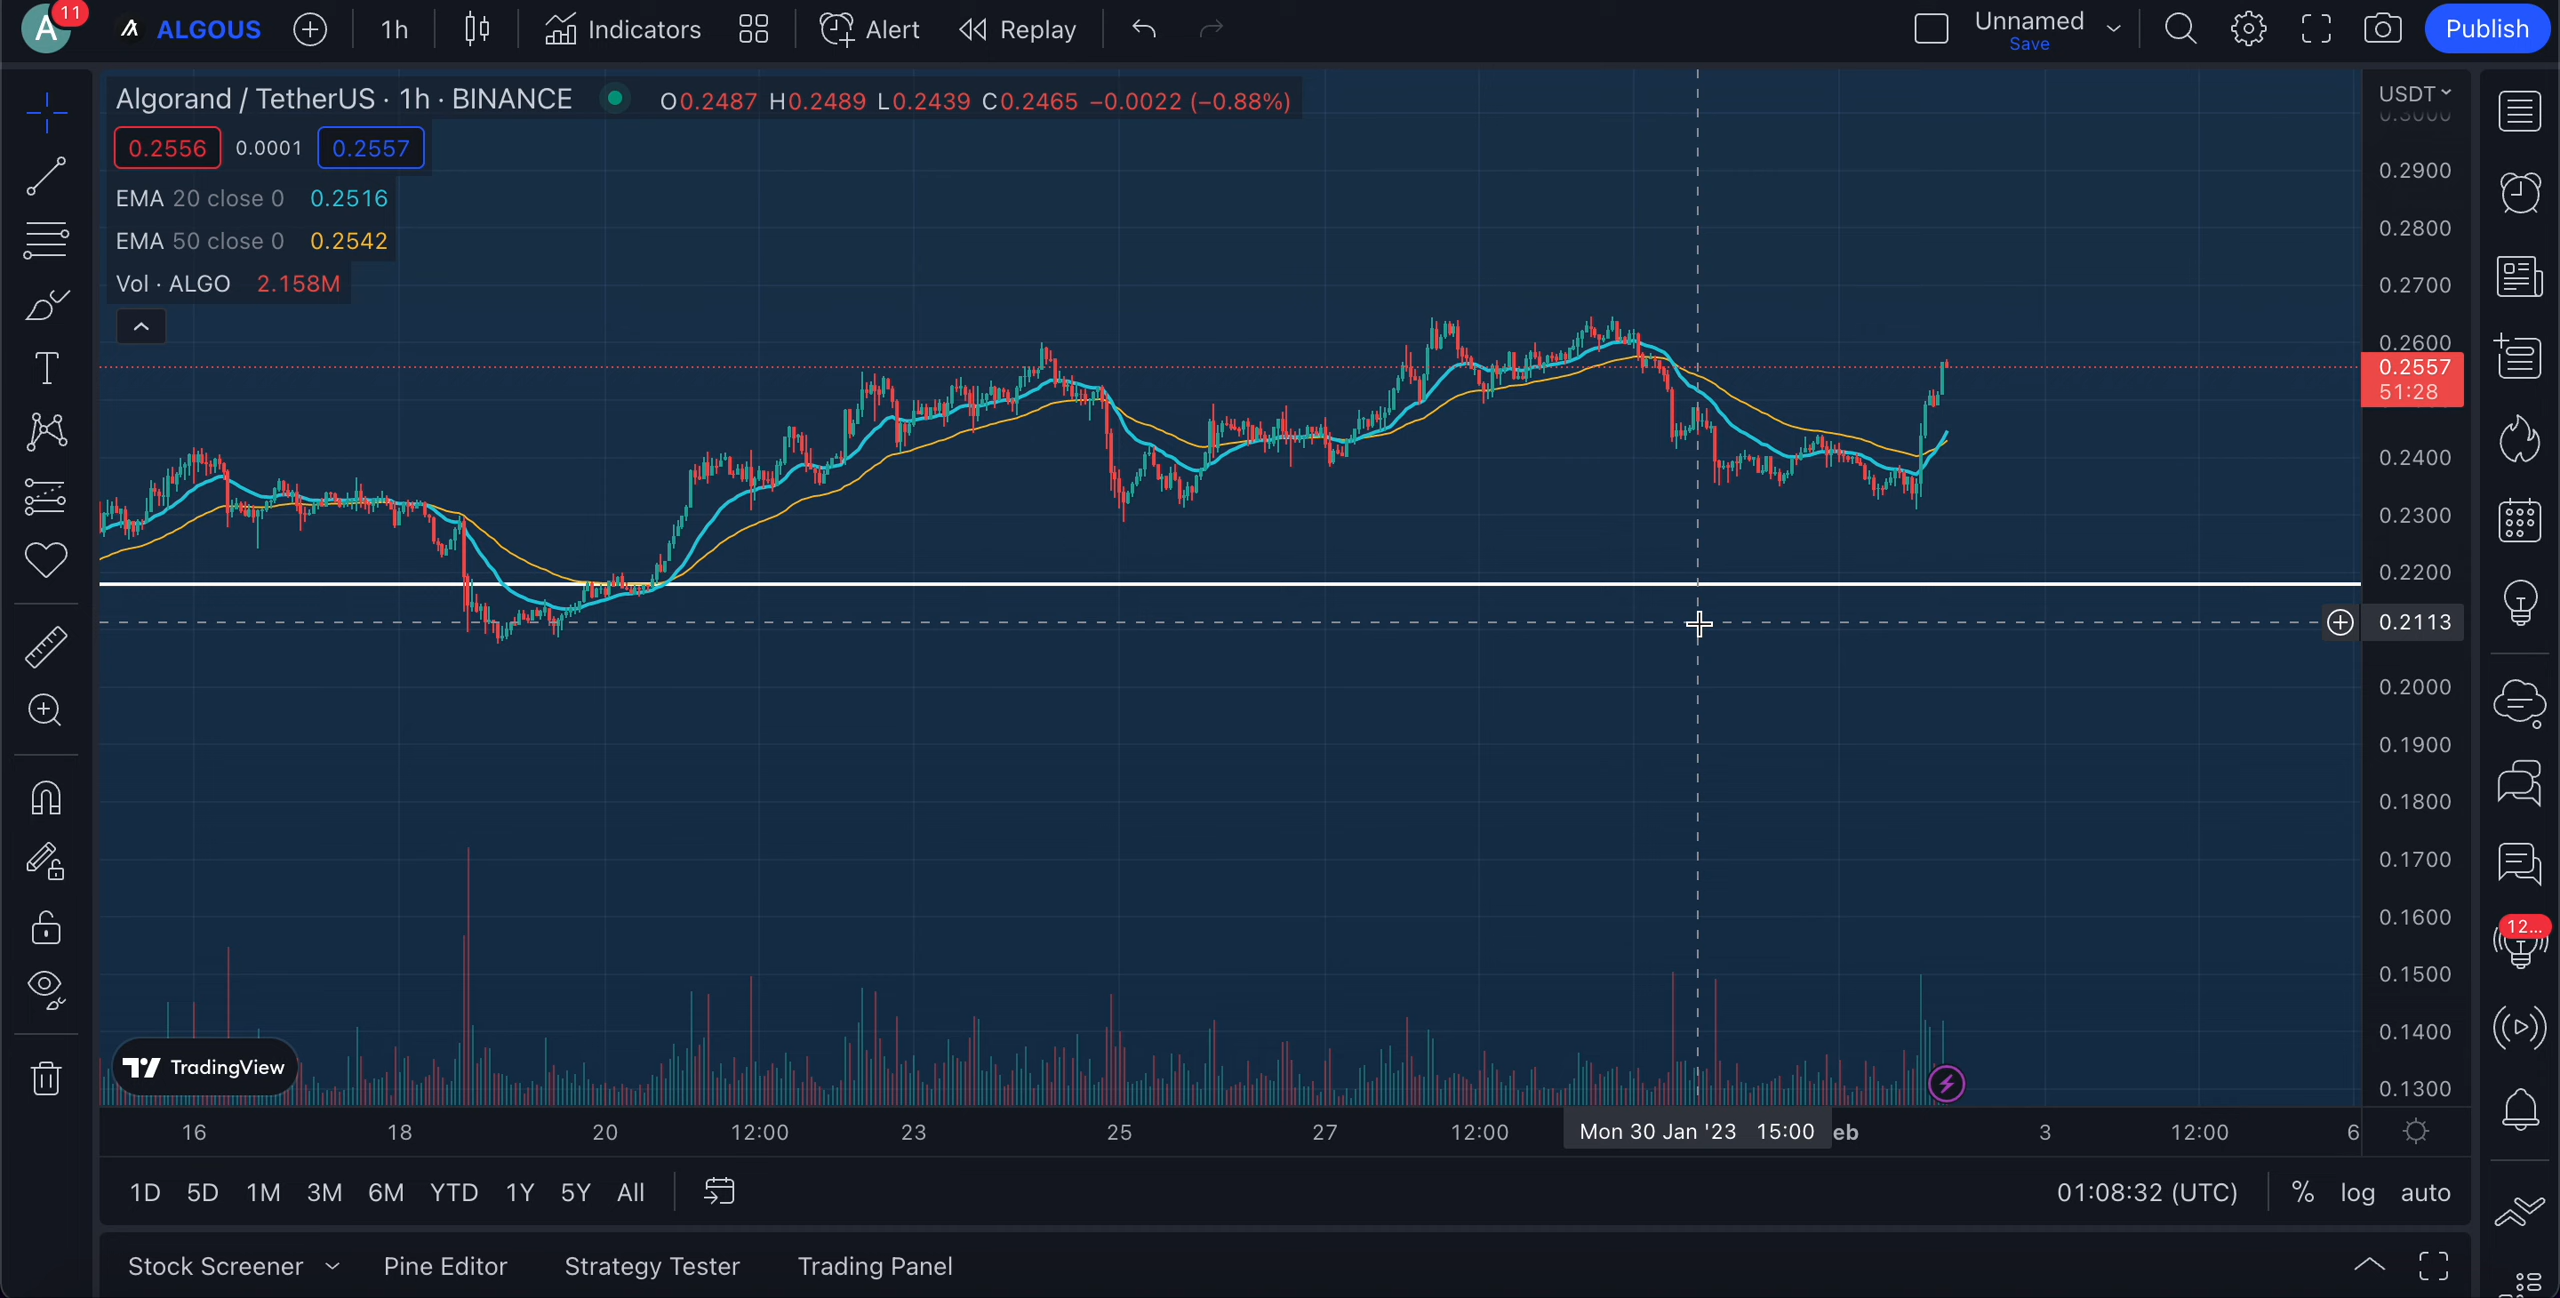 A 11 ALGOUS 1h Indicators Alert Replay Unnamed Save Publish
Algorand / TetherUS · 1h · BINANCE O0.2487 H0.2489 L0.2439 C0.2465 −0.0022 (−0.88%)
0.2556 0.0001 0.2557
EMA 20 close 0 0.2516
EMA 50 close 0 0.2542
Vol · ALGO 2.158M
USDT
0.3000
0.2900
0.2800
0.2700
0.2600
0.2557
51:28
0.2400
0.2300
0.2200
0.2113
0.2000
0.1900
0.1800
0.1700
0.1600
0.1500
0.1400
0.1300
12...
TradingView
16 18 20 12:00 23 25 27 12:00 Mon 30 Jan '23 15:00 eb 3 12:00 6
1D 5D 1M 3M 6M YTD 1Y 5Y All 01:08:32 (UTC) % log auto
Stock Screener Pine Editor Strategy Tester Trading Panel